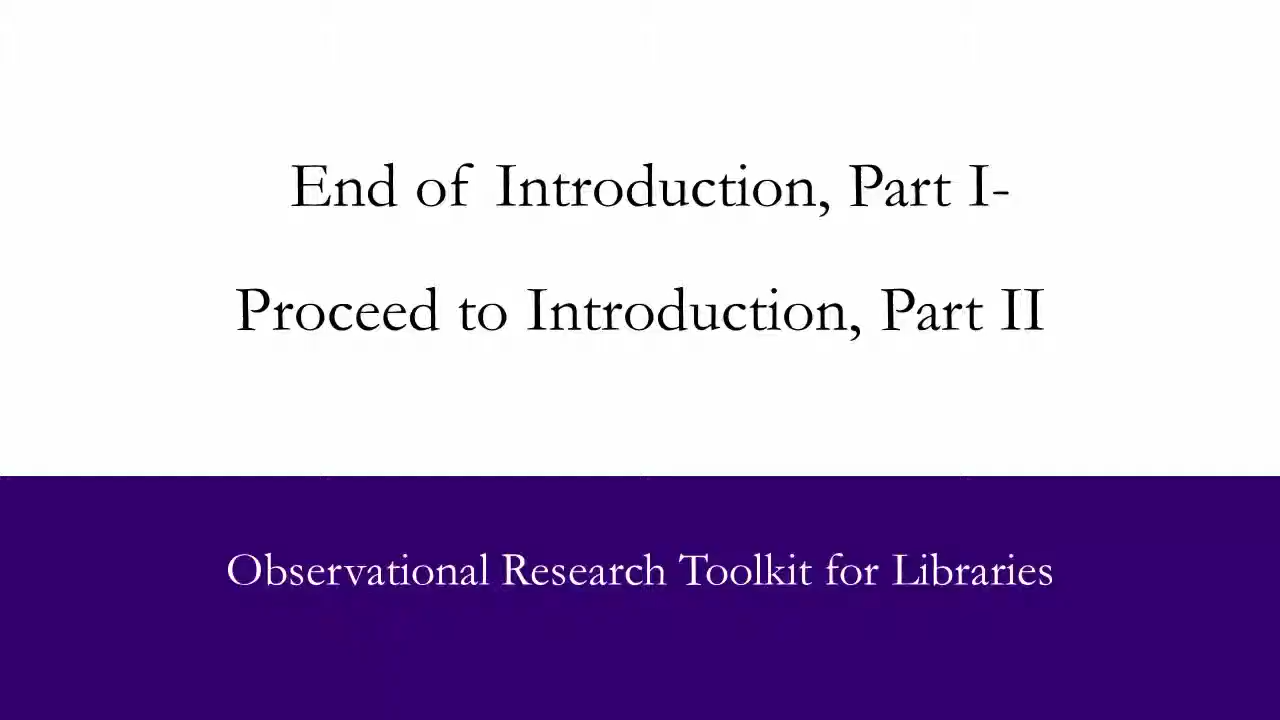 End of Introduction, Part I-
Proceed to Introduction, Part II
Observational Research Toolkit for Libraries